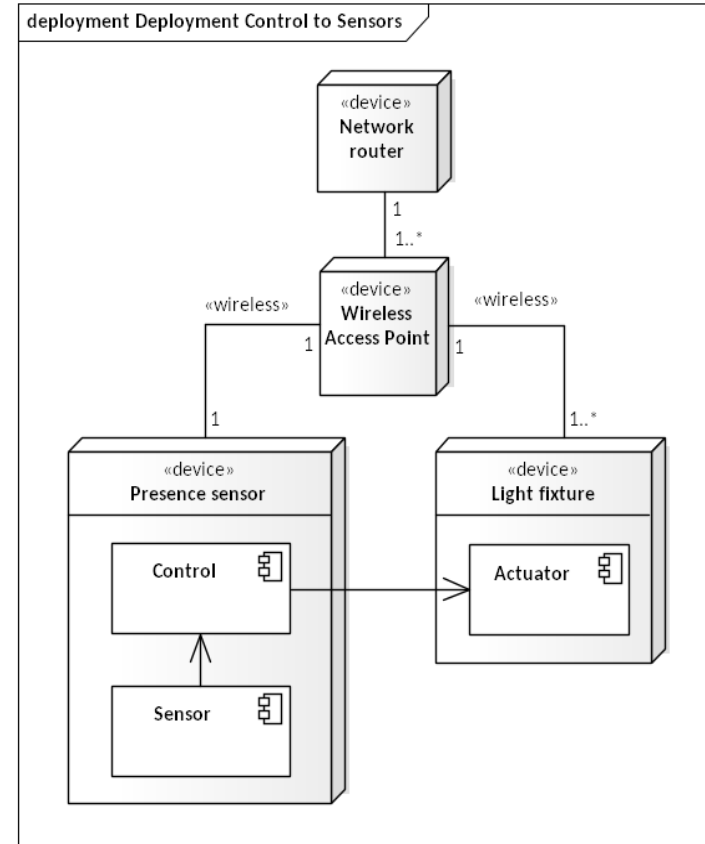 deployment Deployment Control to Sensors
«device»
Network
router
1
1..*
«device»
Wireless
Access Point
«wireless»
«wireless»
1
1
1
1..*
«device»
Presence sensor
«device»
Light fixture
Control
Actuator
Sensor